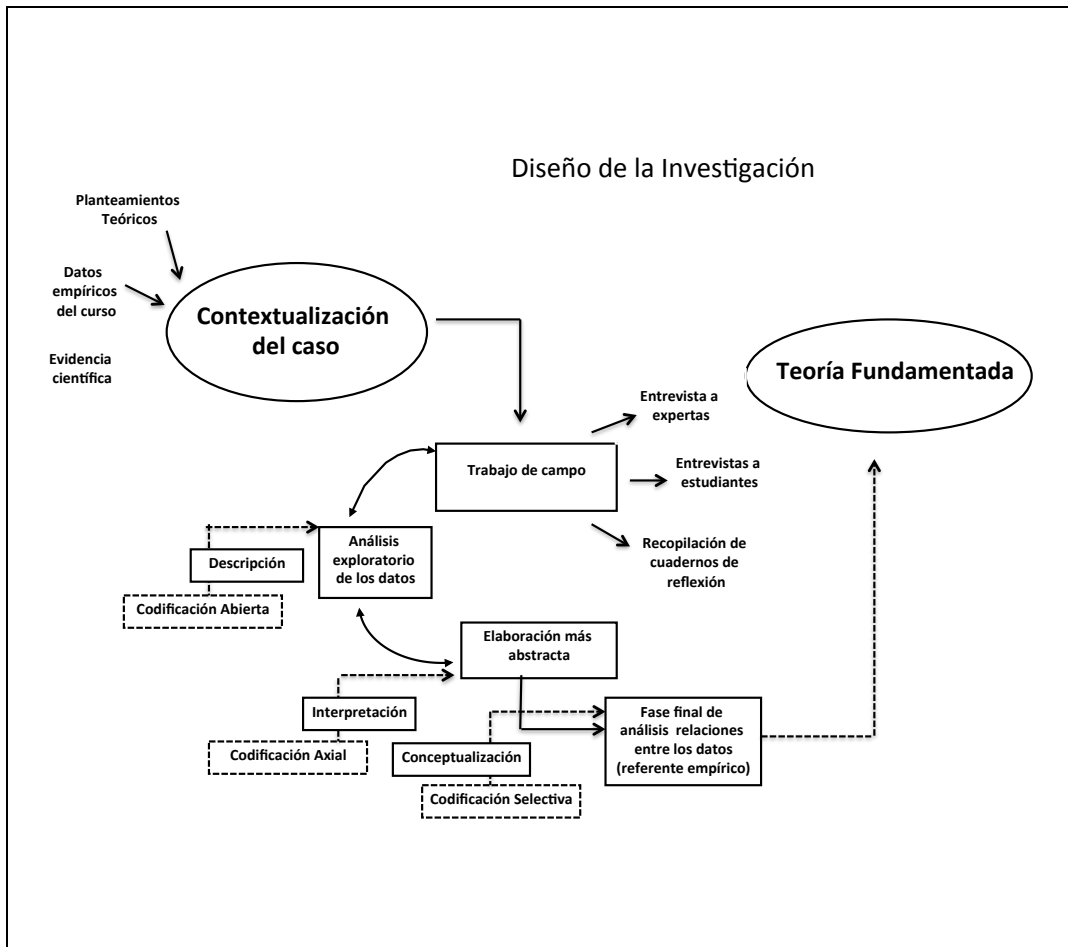 Diseño de la Investigación
Planteamientos
Teóricos
Datos
empíricos
del curso
Evidencia
científica
Contextualización
del caso
Teoría Fundamentada
Entrevista a
expertas
Trabajo de campo
Entrevistas a
estudiantes
Recopilación de
cuadernos de
reflexión
Análisis
exploratorio
de los datos
Descripción
Codificación Abierta
Elaboración más
abstracta
Interpretación
Codificación Axial
Fase final de
análisis relaciones
entre los datos
(referente empírico)
Conceptualización
Codificación Selectiva